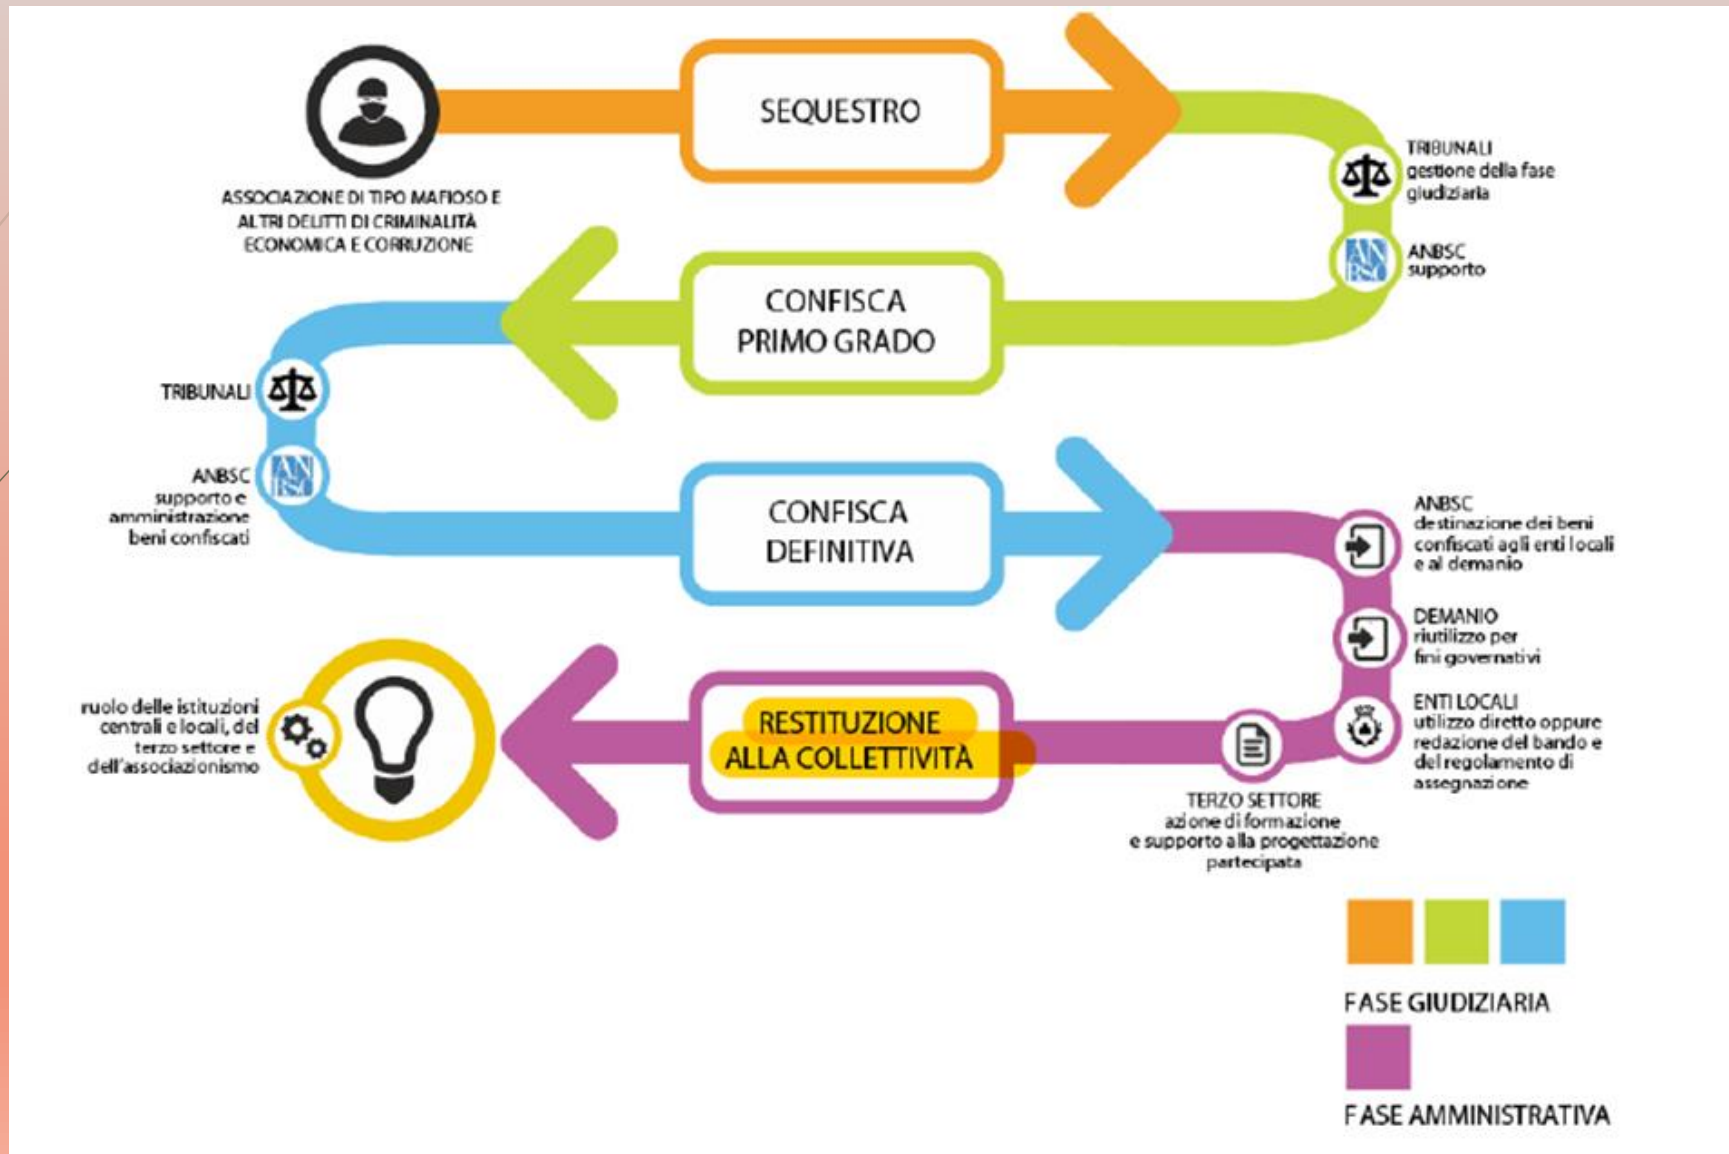 SEQUESTRO
ASSOCIAZIONE DI TIPO MAFIOSO E
ALTRI DELITTI DI CRIMINALITÀ
ECONOMICA E CORRUZIONE
TRIBUNALI
gestione della fase
giudiziaria
AN
BSC
ANBSC
supporto
CONFISCA
PRIMO GRADO
TRIBUNALI
AN
BSC
ANBSC
supporto e
amministrazione
beni confiscati
CONFISCA
DEFINITIVA
ANBSC
destinazione dei beni
confiscati agli enti locali
e al demanio
DEMANIO
riutilizzo per
fini governativi
ENTI LOCALI
utilizzo diretto oppure
redazione del bando e
del regolamento di
assegnazione
TERZO SETTORE
azione di formazione
e supporto alla progettazione
partecipata
RESTITUZIONE
ALLA COLLETTIVITÀ
ruolo delle istituzioni
centrali e locali, del
terzo settore e
dell'associazionismo
FASE GIUDIZIARIA
FASE AMMINISTRATIVA